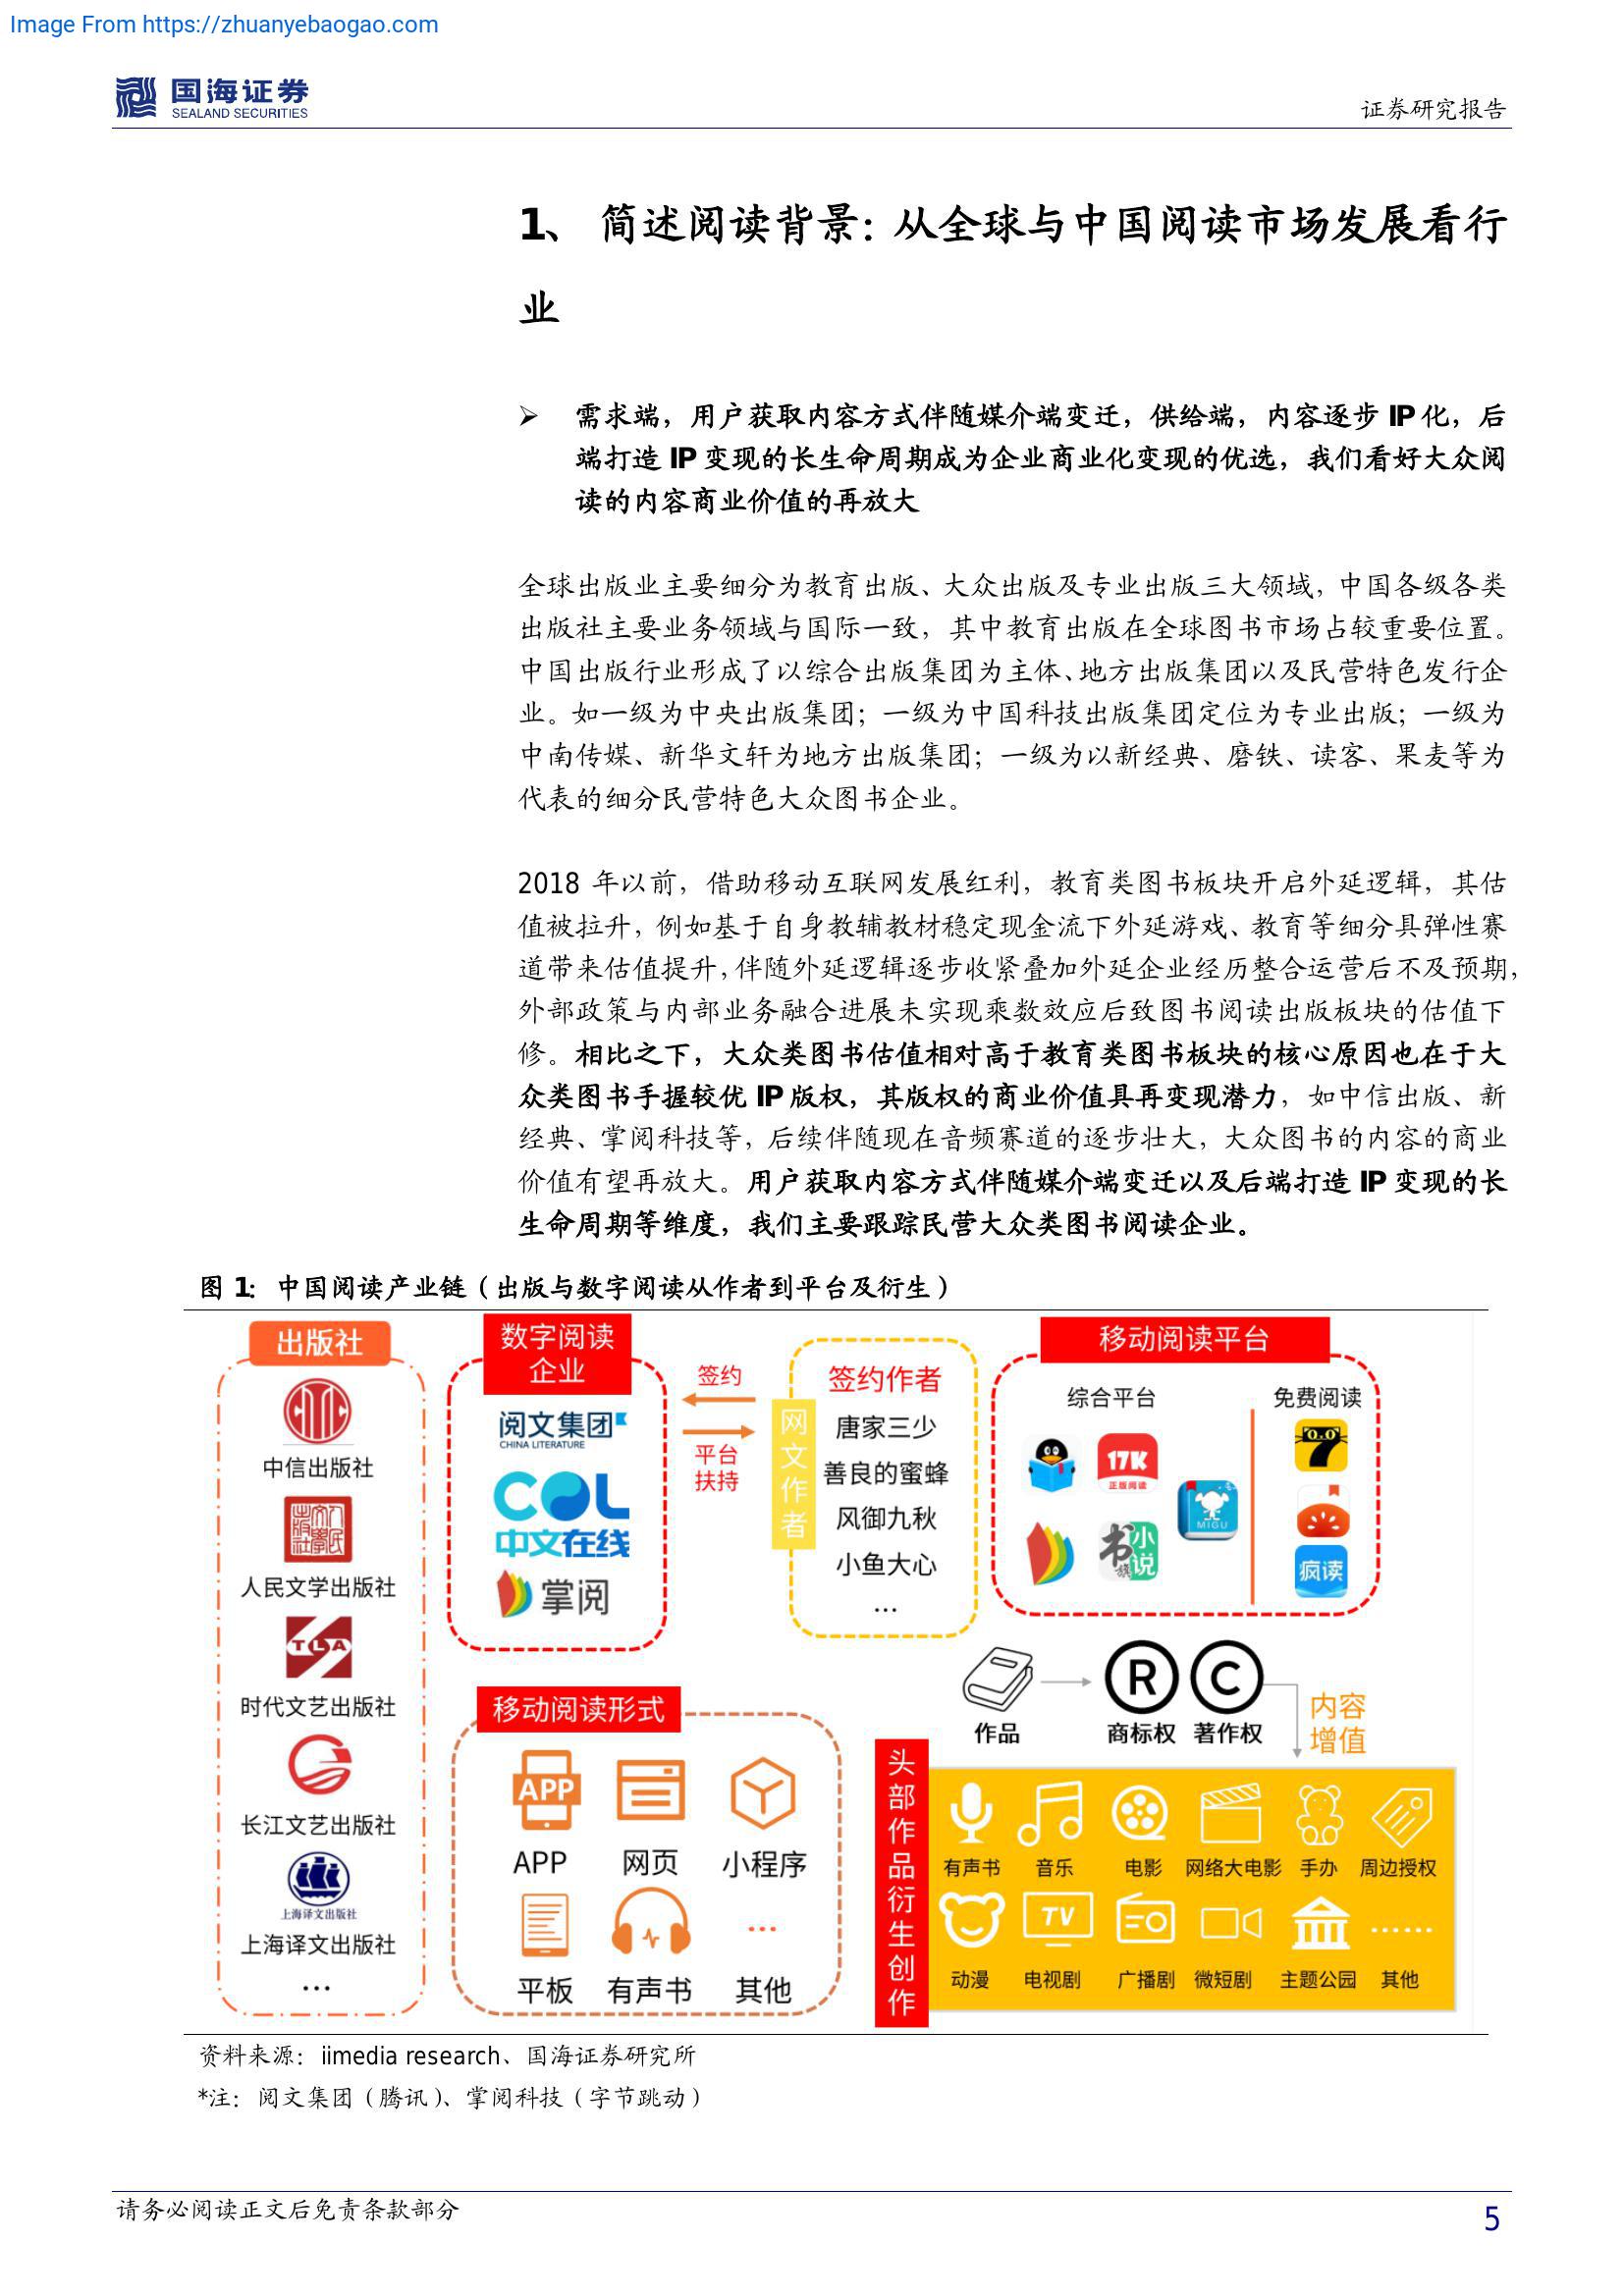 Image From https://zhuanyebaogao.com
国海证券
SEALAND SECURITIES
证券研究报告
1、 简述阅读背景：从全球与中国阅读市场发展看行
业
➢ 需求端，用户获取内容方式伴随媒介端变迁，供给端，内容逐步 IP 化，后
端打造 IP 变现的长生命周期成为企业商业化变现的优选，我们看好大众阅
读的内容商业价值的再放大
全球出版业主要细分为教育出版、大众出版及专业出版三大领域，中国各级各类
出版社主要业务领域与国际一致，其中教育出版在全球图书市场占较重要位置。
中国出版行业形成了以综合出版集团为主体、地方出版集团以及民营特色发行企
业。如一级为中央出版集团；一级为中国科技出版集团定位为专业出版；一级为
中南传媒、新华文轩为地方出版集团；一级为以新经典、磨铁、读客、果麦等为
代表的细分民营特色大众图书企业。
2018 年以前，借助移动互联网发展红利，教育类图书板块开启外延逻辑，其估
值被拉升，例如基于自身教辅教材稳定现金流下外延游戏、教育等细分具弹性赛
道带来估值提升，伴随外延逻辑逐步收紧叠加外延企业经历整合运营后不及预期，
外部政策与内部业务融合进展未实现乘数效应后致图书阅读出版板块的估值下
修。相比之下，大众类图书估值相对高于教育类图书板块的核心原因也在于大
众类图书手握较优 IP 版权，其版权的商业价值具再变现潜力，如中信出版、新
经典、掌阅科技等，后续伴随现在音频赛道的逐步壮大，大众图书的内容的商业
价值有望再放大。用户获取内容方式伴随媒介端变迁以及后端打造 IP 变现的长
生命周期等维度，我们主要跟踪民营大众类图书阅读企业。
图 1： 中国阅读产业链（出版与数字阅读从作者到平台及衍生）
出版社
中信出版社
人民文学出版社
TLA
时代文艺出版社
长江文艺出版社
上海译文出版社
上海译文出版社
...
数字阅读
企业
阅文集团
CHINA LITERATURE
COL
中文在线
掌阅
签约
平台
扶持
网文作者
签约作者
唐家三少
善良的蜜蜂
风御九秋
小鱼大心
...
移动阅读平台
综合平台
免费阅读
17K
正版阅读
MIGU
书旗
小说
疯读
移动阅读形式
APP
APP
网页
小程序
平板
有声书
...
其他
作品
R
C
商标权
著作权
内容
增值
头部作品衍生创作
有声书
音乐
电影
网络大电影
手办
周边授权
TV
......
动漫
电视剧
广播剧
微短剧
主题公园
其他
资料来源：iimedia research、国海证券研究所
*注：阅文集团（腾讯）、掌阅科技（字节跳动）
请务必阅读正文后免责条款部分
5